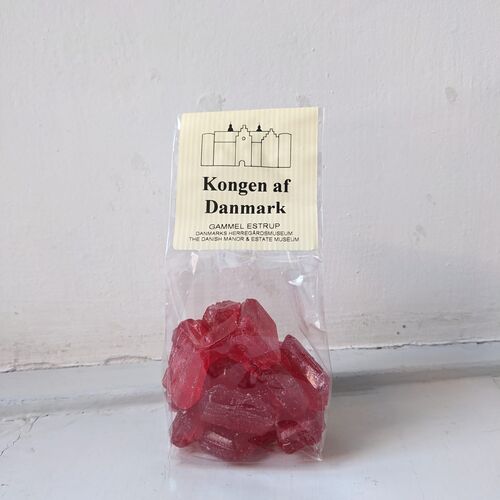 Kongen af
Danmark
GAMMEL ESTRUP
DANMARKS HERREGÅRDSMUSEUM
THE DANISH MANOR & ESTATE MUSEUM